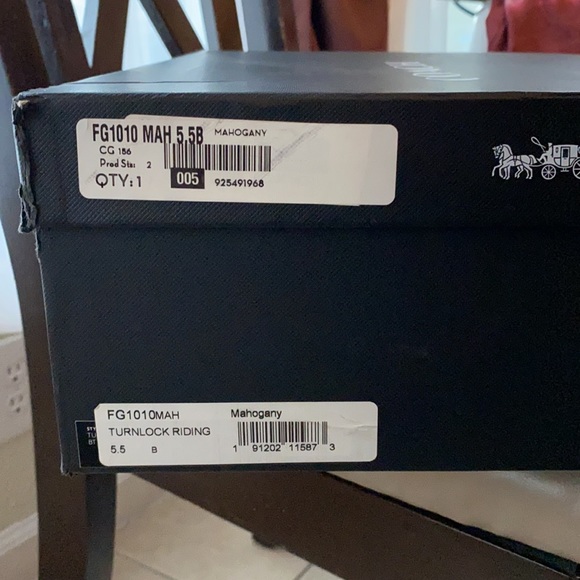 COACH
FG1010 MAH 5.5B MAHOGANY
CG 186
Prod Sta: 2
QTY: 1 005 925491968
FG1010MAH Mahogany
TURNLOCK RIDING
5.5 B 1 91202 11587 3